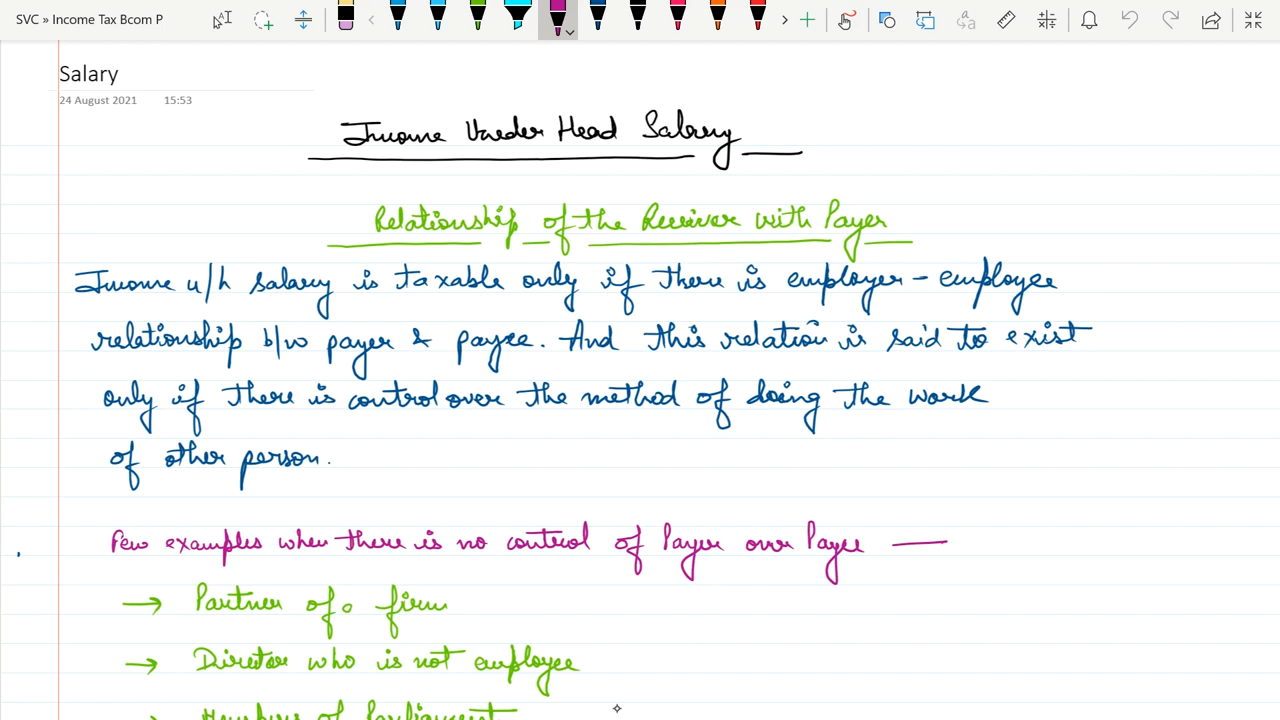 SVC » Income Tax Bcom P
Salary
24 August 2021 15:53
Income Under Head Salary
Relationship of the Receiver with Payer
Income u/h salary is taxable only if there is employer - employee
relationship b/w payer & payee. And this relation is said to exist
only if there is control over the method of doing the work
of other person.
Few examples when there is no control of Payer over Payee —
→ Partner of a firm
→ Director who is not employee
→ Members of Parliament